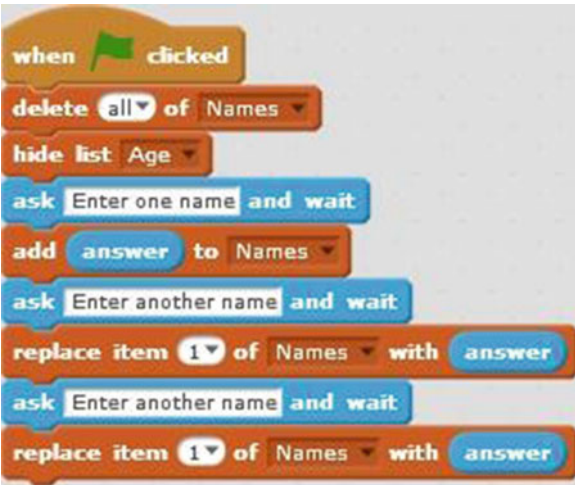 when clicked
delete all of Names
hide list Age
ask Enter one name and wait
add answer to Names
ask Enter another name and wait
replace item 1 of Names with answer
ask Enter another name and wait
replace item 1 of Names with answer